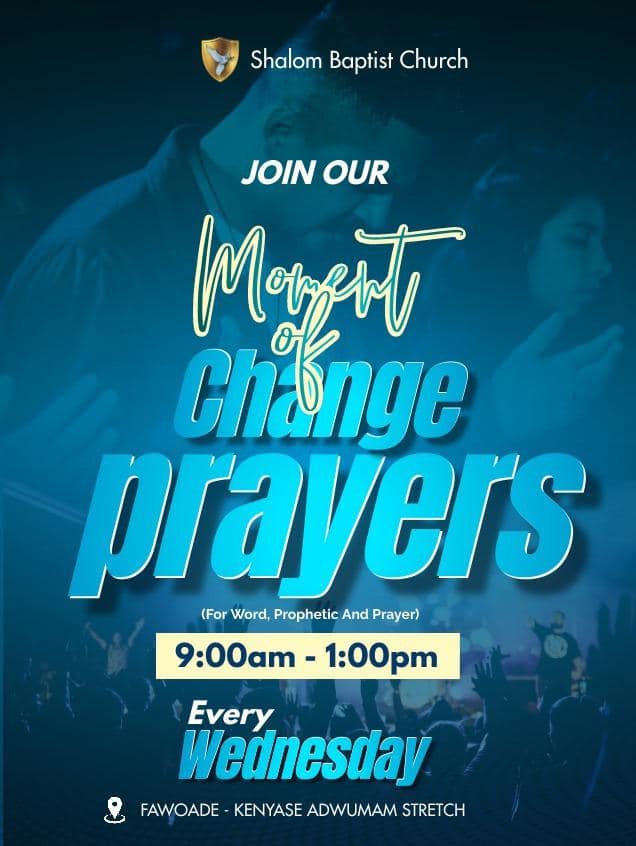 Shalom Baptist Church
JOIN OUR
Moment
of
Change
prayers
(For Word, Prophetic And Prayer)
9:00am - 1:00pm
Every
Wednesday
FAWOADE - KENYASE ADWUMAM STRETCH